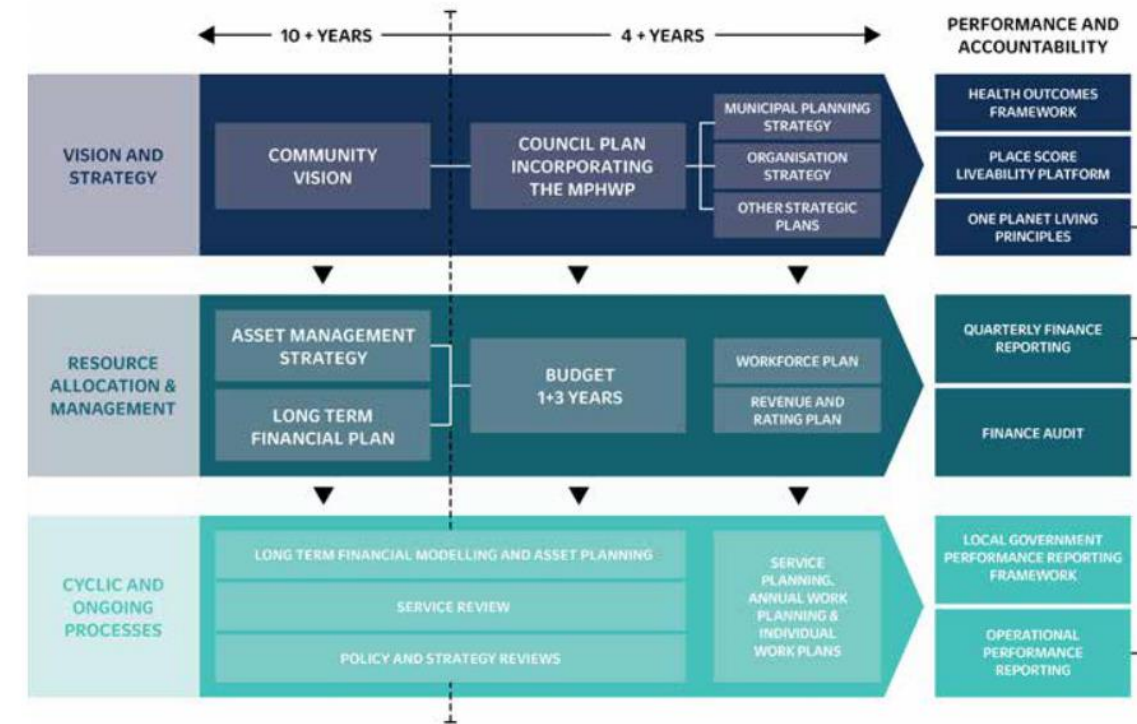 10 + YEARS
4 + YEARS
PERFORMANCE AND
ACCOUNTABILITY
VISION AND
STRATEGY
COMMUNITY
VISION
COUNCIL PLAN
INCORPORATING
THE MPHWP
MUNICIPAL PLANNING
STRATEGY
ORGANISATION
STRATEGY
OTHER STRATEGIC
PLANS
HEALTH OUTCOMES
FRAMEWORK
PLACE SCORE
LIVEABILITY PLATFORM
ONE PLANET LIVING
PRINCIPLES
RESOURCE
ALLOCATION &
MANAGEMENT
ASSET MANAGEMENT
STRATEGY
LONG TERM
FINANCIAL PLAN
BUDGET
1+3 YEARS
WORKFORCE PLAN
REVENUE AND
RATING PLAN
QUARTERLY FINANCE
REPORTING
FINANCE AUDIT
CYCLIC AND
ONGOING
PROCESSES
LONG TERM FINANCIAL MODELLING AND ASSET PLANNING
SERVICE REVIEW
POLICY AND STRATEGY REVIEWS
SERVICE
PLANNING,
ANNUAL WORK
PLANNING &
INDIVIDUAL
WORK PLANS
LOCAL GOVERNMENT
PERFORMANCE REPORTING
FRAMEWORK
OPERATIONAL
PERFORMANCE
REPORTING